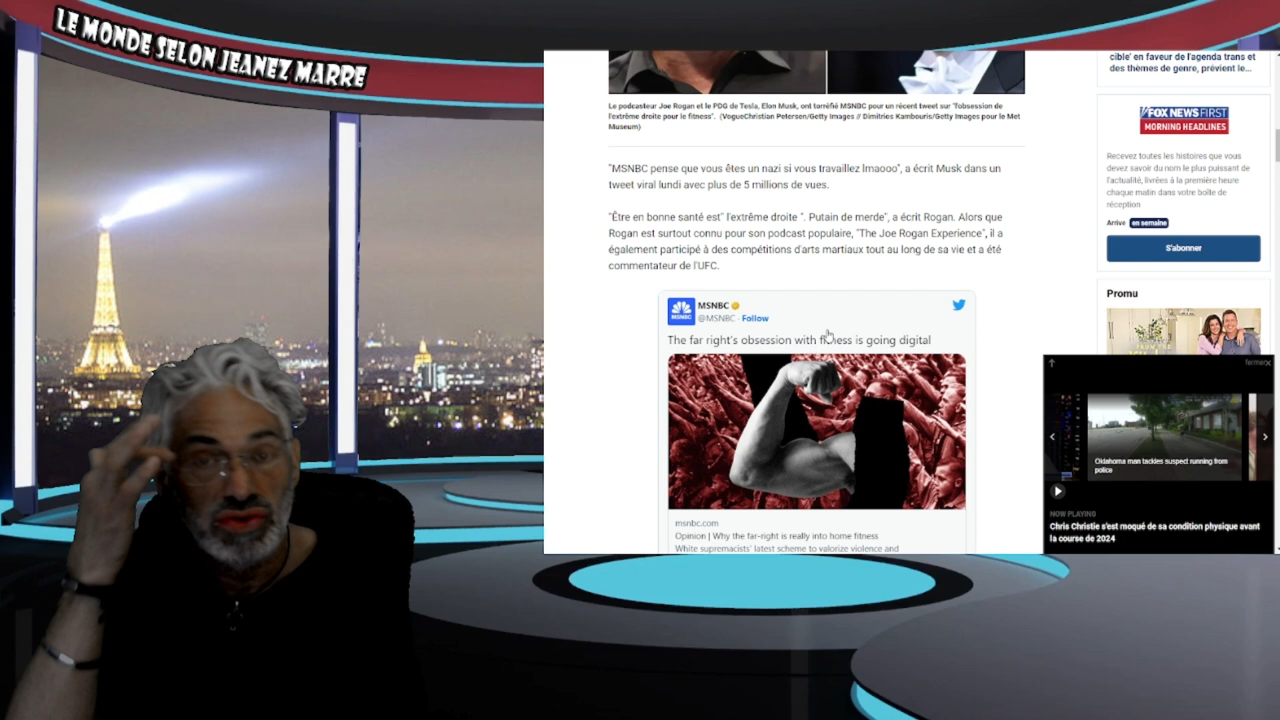 LE MONDE SELON JEANEZ MARRE
Le podcasteur Joe Rogan et le PDG de Tesla, Elon Musk, ont torréfié MSNBC pour un récent tweet sur "l'obsession de
l'extrême droite pour le fitness". (VogueChristian Petersen/Getty Images // Dimitrios Kambouris/Getty Images pour le Met
Museum)
"MSNBC pense que vous êtes un nazi si vous travaillez lmaooo", a écrit Musk dans un
tweet viral lundi avec plus de 5 millions de vues.
"Être en bonne santé est" l'extrême droite ". Putain de merde", a écrit Rogan. Alors que
Rogan est surtout connu pour son podcast populaire, "The Joe Rogan Experience", il a
également participé à des compétitions d'arts martiaux tout au long de sa vie et a été
commentateur de l'UFC.
MSNBC
MSNBC
@MSNBC · Follow
The far right's obsession with fitness is going digital
msnbc.com
Opinion | Why the far-right is really into home fitness
White supremacists' latest scheme to valorize violence and
cible' en faveur de l'agenda trans et
des thèmes de genre, prévient le...
FOX NEWS FIRST
MORNING HEADLINES
Recevez toutes les histoires que vous
devez savoir du nom le plus puissant de
l'actualité, livrées à la première heure
chaque matin dans votre boîte de
réception
Arrive en semaine
S'abonner
Promu
fermer X
Oklahoma man tackles suspect running from
police
NOW PLAYING
Chris Christie s'est moqué de sa condition physique avant
la course de 2024